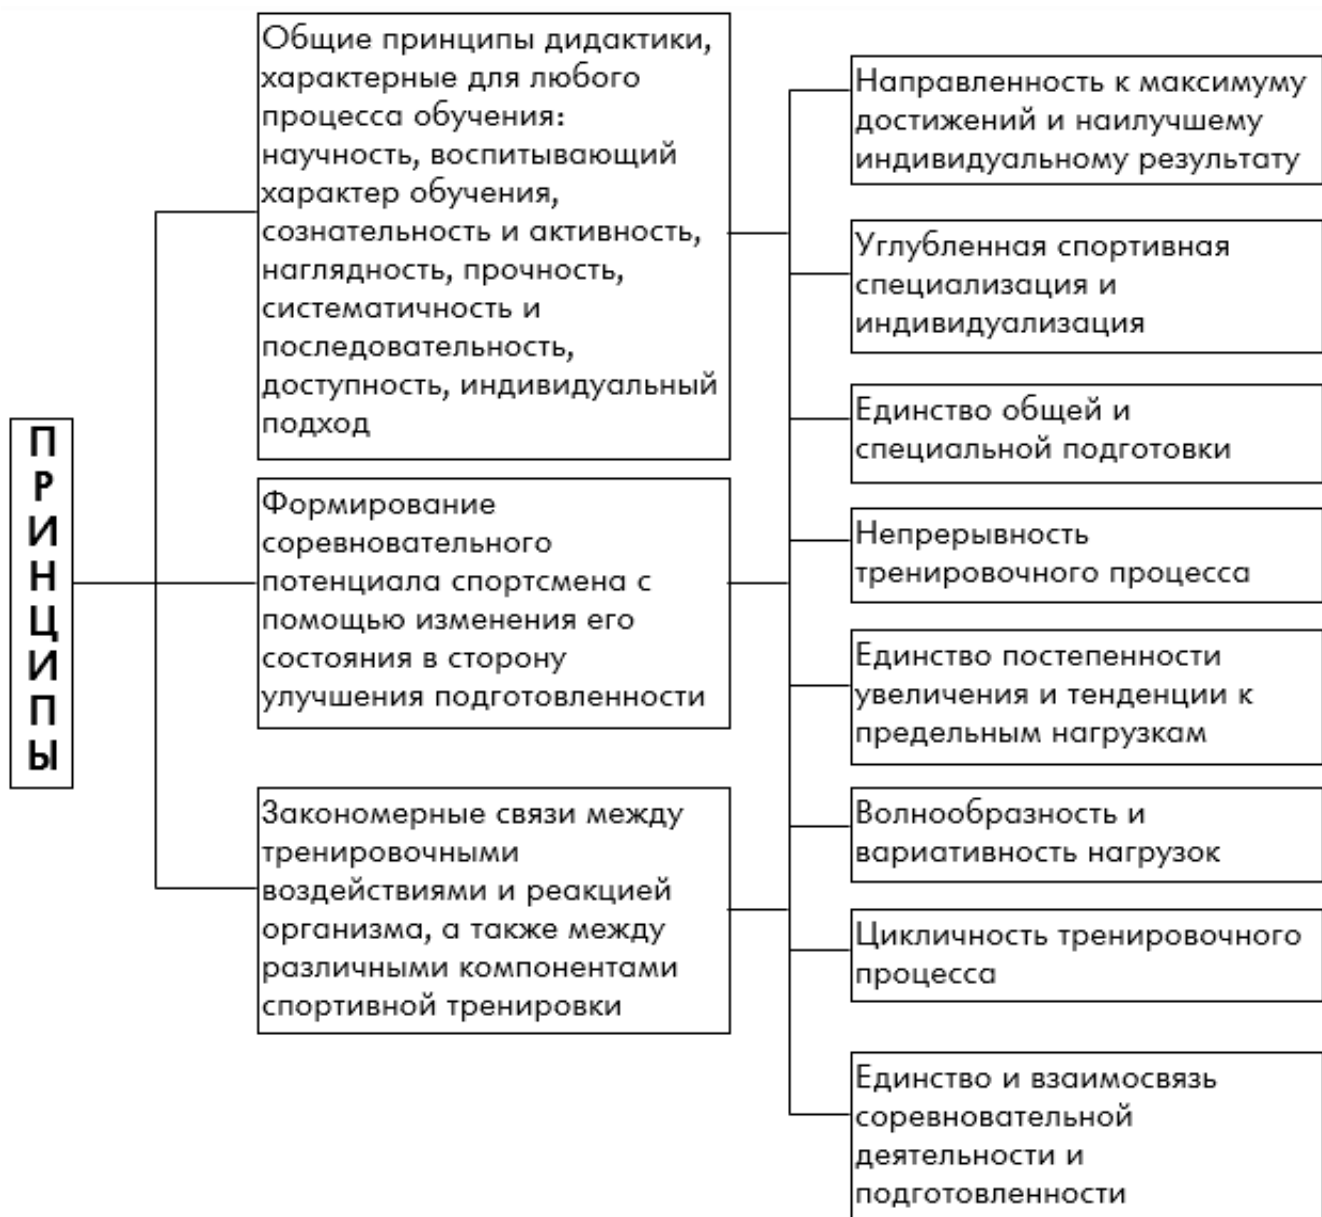 ПРИНЦИПЫ
Общие принципы дидактики,
характерные для любого
процесса обучения:
научность, воспитывающий
характер обучения,
сознательность и активность,
наглядность, прочность,
систематичность и
последовательность,
доступность, индивидуальный
подход
Формирование
соревновательного
потенциала спортсмена с
помощью изменения его
состояния в сторону
улучшения подготовленности
Закономерные связи между
тренировочными
воздействиями и реакцией
организма, а также между
различными компонентами
спортивной тренировки
Направленность к максимуму
достижений и наилучшему
индивидуальному результату
Углубленная спортивная
специализация и
индивидуализация
Единство общей и
специальной подготовки
Непрерывность
тренировочного процесса
Единство постепенности
увеличения и тенденции к
предельным нагрузкам
Волнообразность и
вариативность нагрузок
Цикличность тренировочного
процесса
Единство и взаимосвязь
соревновательной
деятельности и
подготовленности